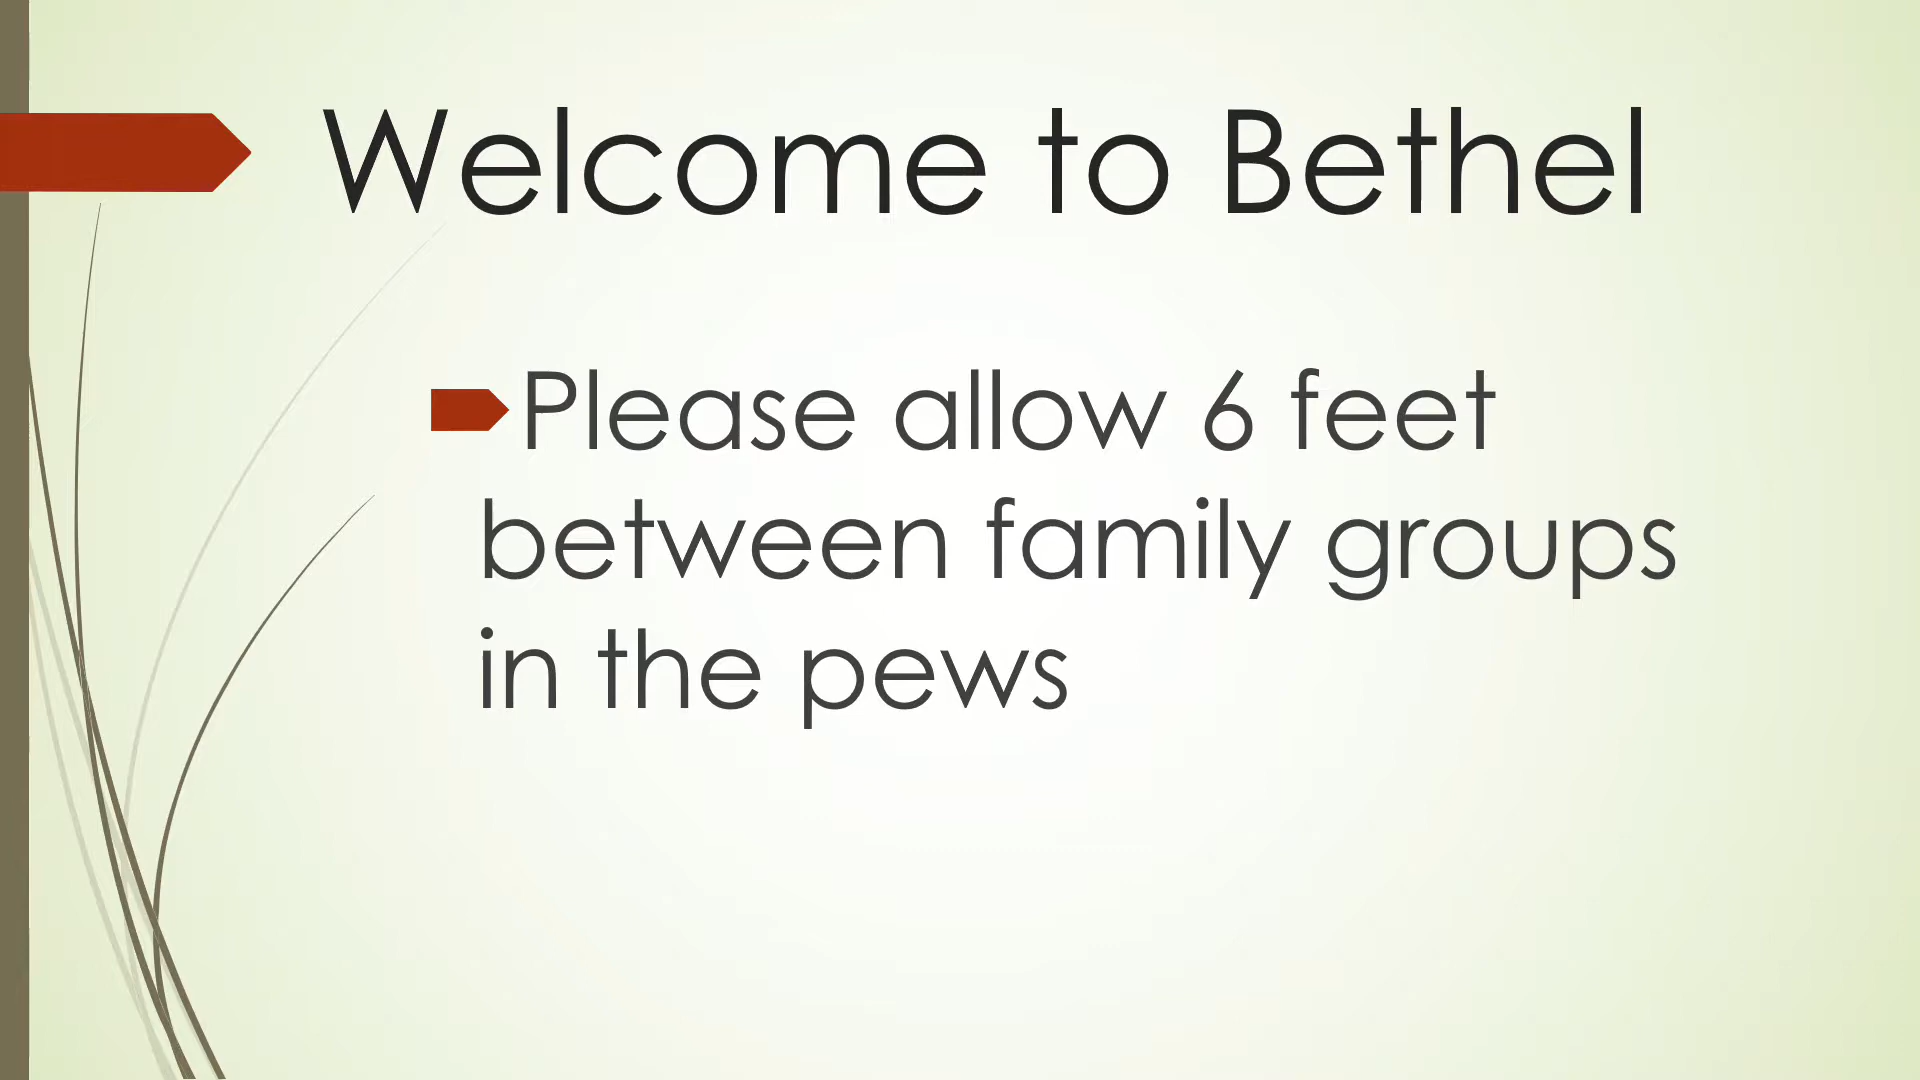 Welcome to Bethel
Please allow 6 feet
between family groups
in the pews